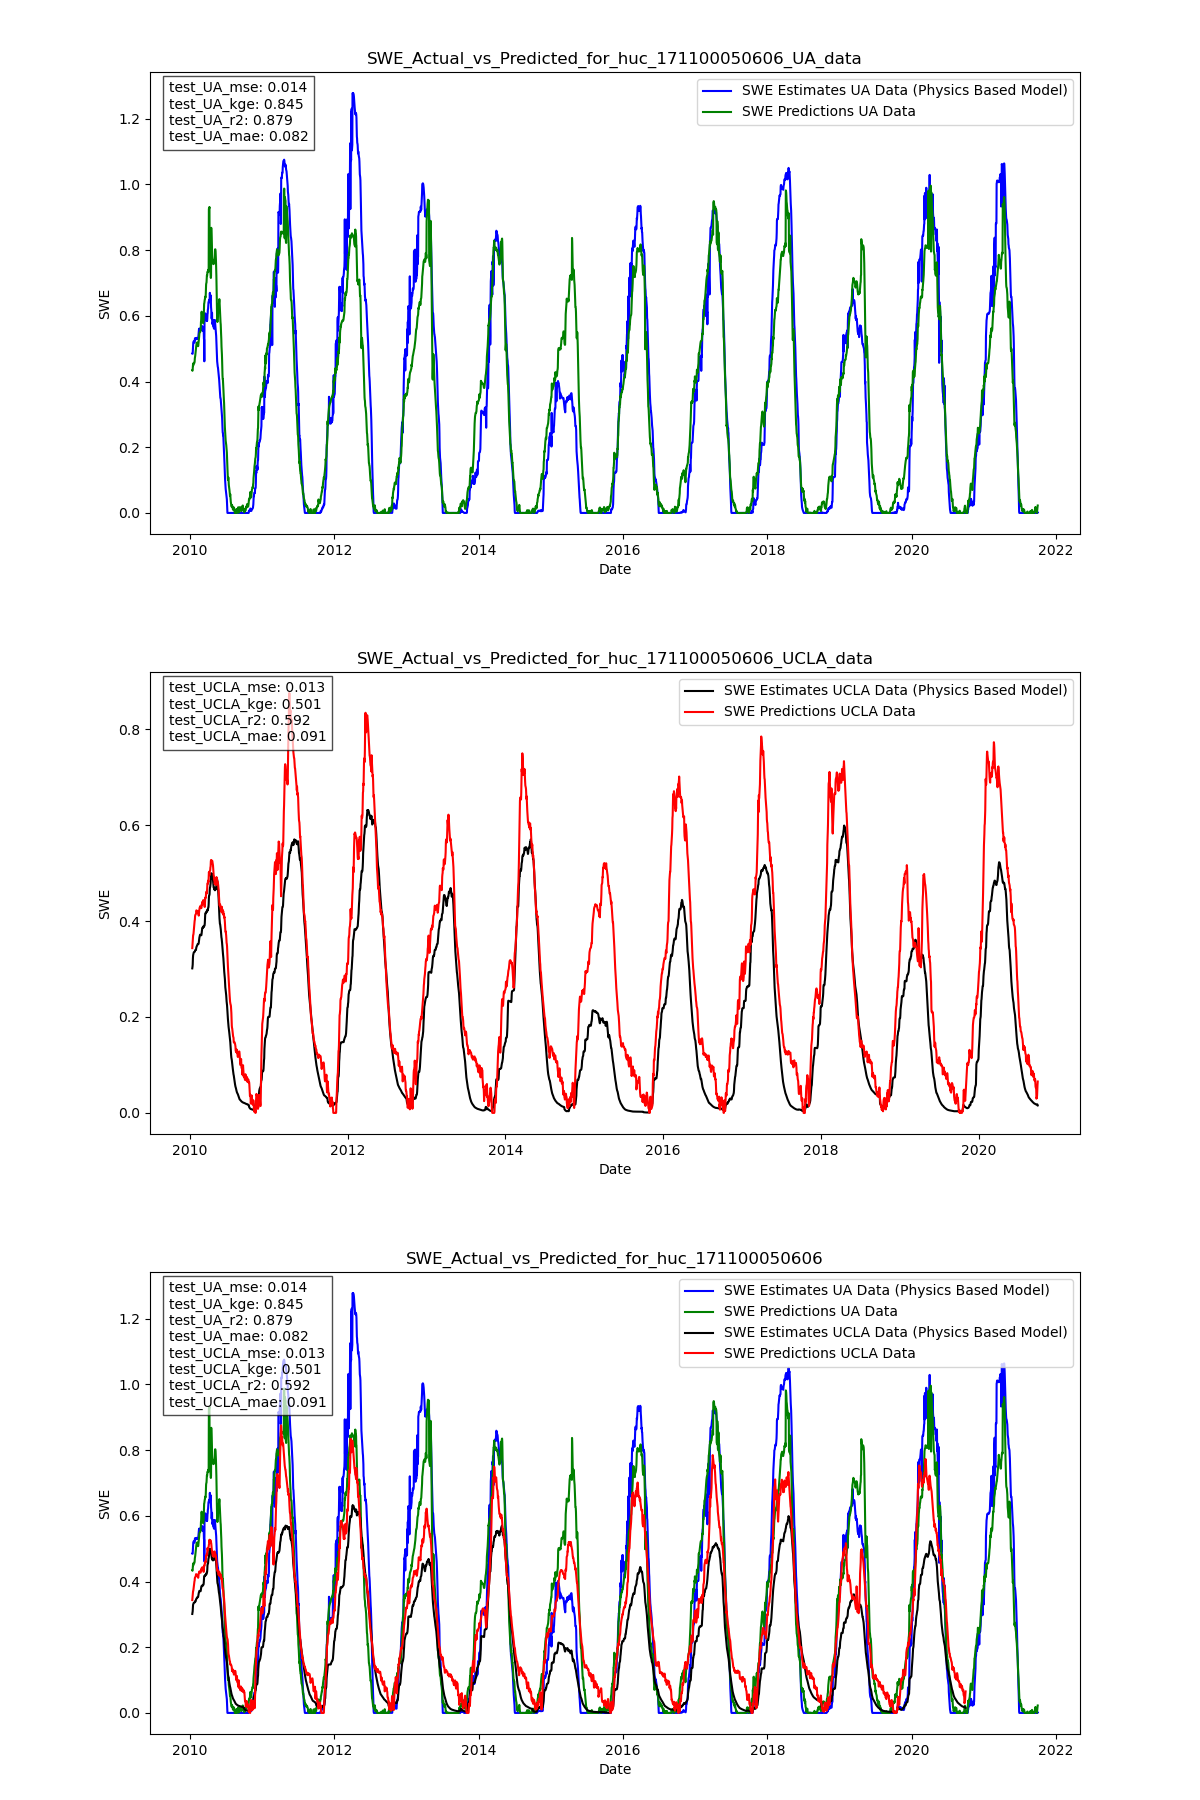 SWE_Actual_vs_Predicted_for_huc_171100050606_UA_data
test_UA_mse: 0.014
test_UA_kge: 0.845
test_UA_r2: 0.879
test_UA_mae: 0.082
SWE Estimates UA Data (Physics Based Model)
SWE Predictions UA Data
1.2
1.0
0.8
0.6
0.4
0.2
0.0
SWE
2010 2012 2014 2016 2018 2020 2022
Date
SWE_Actual_vs_Predicted_for_huc_171100050606_UCLA_data
test_UCLA_mse: 0.013
test_UCLA_kge: 0.501
test_UCLA_r2: 0.592
test_UCLA_mae: 0.091
SWE Estimates UCLA Data (Physics Based Model)
SWE Predictions UCLA Data
0.8
0.6
0.4
0.2
0.0
SWE
2010 2012 2014 2016 2018 2020
Date
SWE_Actual_vs_Predicted_for_huc_171100050606
test_UA_mse: 0.014
test_UA_kge: 0.845
test_UA_r2: 0.879
test_UA_mae: 0.082
test_UCLA_mse: 0.013
test_UCLA_kge: 0.501
test_UCLA_r2: 0.592
test_UCLA_mae: 0.091
SWE Estimates UA Data (Physics Based Model)
SWE Predictions UA Data
SWE Estimates UCLA Data (Physics Based Model)
SWE Predictions UCLA Data
1.2
1.0
0.8
0.6
0.4
0.2
0.0
SWE
2010 2012 2014 2016 2018 2020 2022
Date